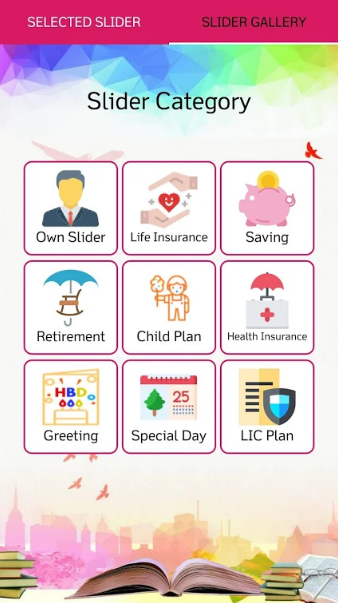 SELECTED SLIDER
SLIDER GALLERY
Slider Category
Own Slider
Life Insurance
Saving
Retirement
Child Plan
Health Insurance
HBD
Greeting
25
Special Day
LIC Plan